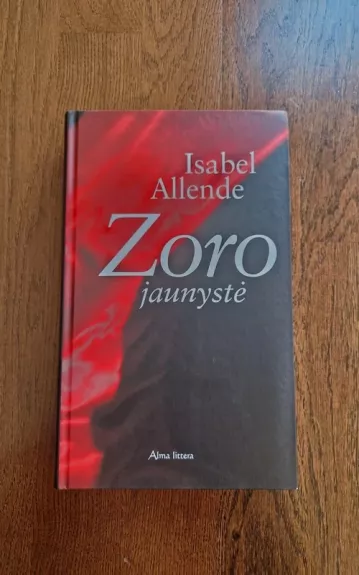 Isabel
Allende
Zoro
jaunystė
Alma littera